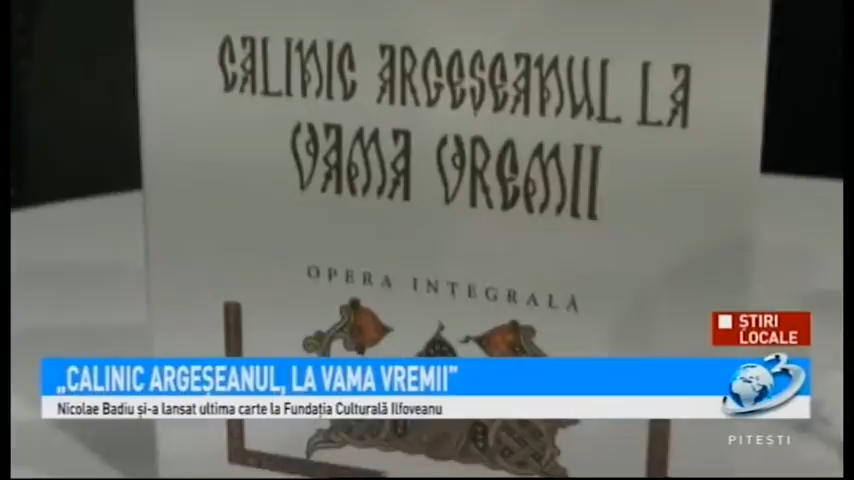 CALINIC ARGEȘEANUL LA
VAMA VREMII
OPERA INTEGRALĂ
ȘTIRI
LOCALE
„CALINIC ARGEȘEANUL, LA VAMA VREMII”
Nicolae Badiu și-a lansat ultima carte la Fundația Culturală Ilfoveanu
3
PITESTI